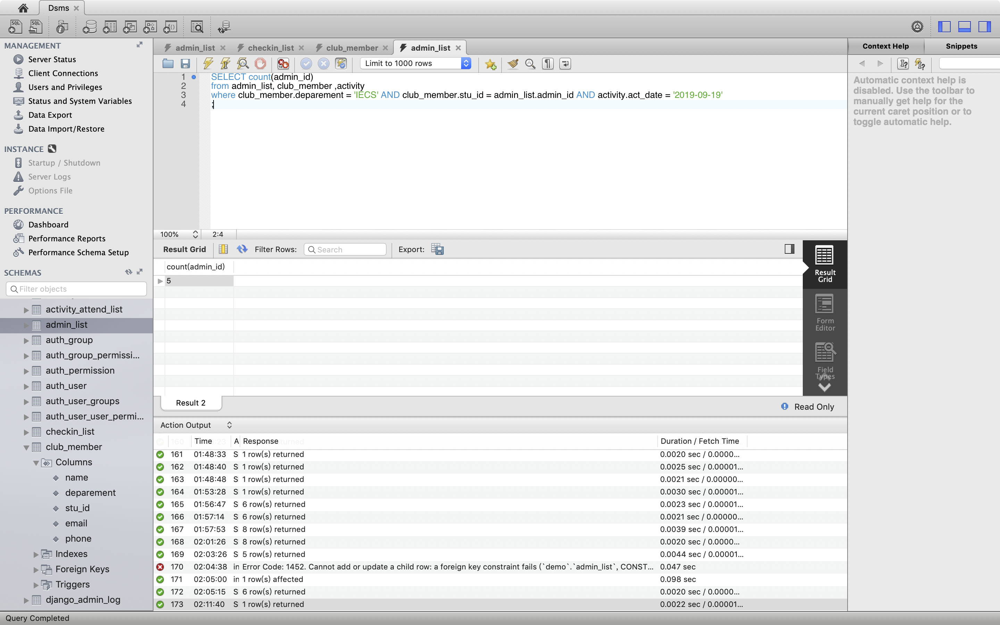 Dsms
MANAGEMENT
Server Status
Client Connections
Users and Privileges
Status and System Variables
Data Export
Data Import/Restore
INSTANCE
Startup / Shutdown
Server Logs
Options File
PERFORMANCE
Dashboard
Performance Reports
Performance Schema Setup
SCHEMAS
Filter objects
activity_attend_list
admin_list
auth_group
auth_group_permissi...
auth_permission
auth_user
auth_user_groups
auth_user_user_permi...
checkin_list
club_member
Columns
name
deparement
stu_id
email
phone
Indexes
Foreign Keys
Triggers
django_admin_log
admin_list checkin_list club_member admin_list
Limit to 1000 rows
1 SELECT count(admin_id)
2 from admin_list, club_member ,activity
3 where club_member.deparement = 'IECS' AND club_member.stu_id = admin_list.admin_id AND activity.act_date = '2019-09-19'
4 ;
100% 2:4
Result Grid Filter Rows: Search Export:
count(admin_id)
5
Result Grid
Form Editor
Field Types
Result 2
Read Only
Action Output
Time A Response Duration / Fetch Time
161 01:48:33 S 1 row(s) returned 0.0020 sec / 0.0000...
162 01:48:40 S 1 row(s) returned 0.0025 sec / 0.00001...
163 01:48:48 S 1 row(s) returned 0.0021 sec / 0.00000...
164 01:53:28 S 1 row(s) returned 0.0030 sec / 0.00001...
165 01:56:47 S 6 row(s) returned 0.0023 sec / 0.00001...
166 01:57:14 S 6 row(s) returned 0.0021 sec / 0.00000...
167 01:57:53 S 8 row(s) returned 0.0039 sec / 0.00001...
168 02:01:26 S 8 row(s) returned 0.0020 sec / 0.0000...
169 02:03:26 S 5 row(s) returned 0.0044 sec / 0.00001...
170 02:04:38 in Error Code: 1452. Cannot add or update a child row: a foreign key constraint fails (`demo`.`admin_list`, CONST... 0.047 sec
171 02:05:00 in 1 row(s) affected 0.098 sec
172 02:05:15 S 6 row(s) returned 0.0020 sec / 0.0000...
173 02:11:40 S 1 row(s) returned 0.0022 sec / 0.00001...
Context Help Snippets
Automatic context help is
disabled. Use the toolbar to
manually get help for the
current caret position or to
toggle automatic help.
Query Completed